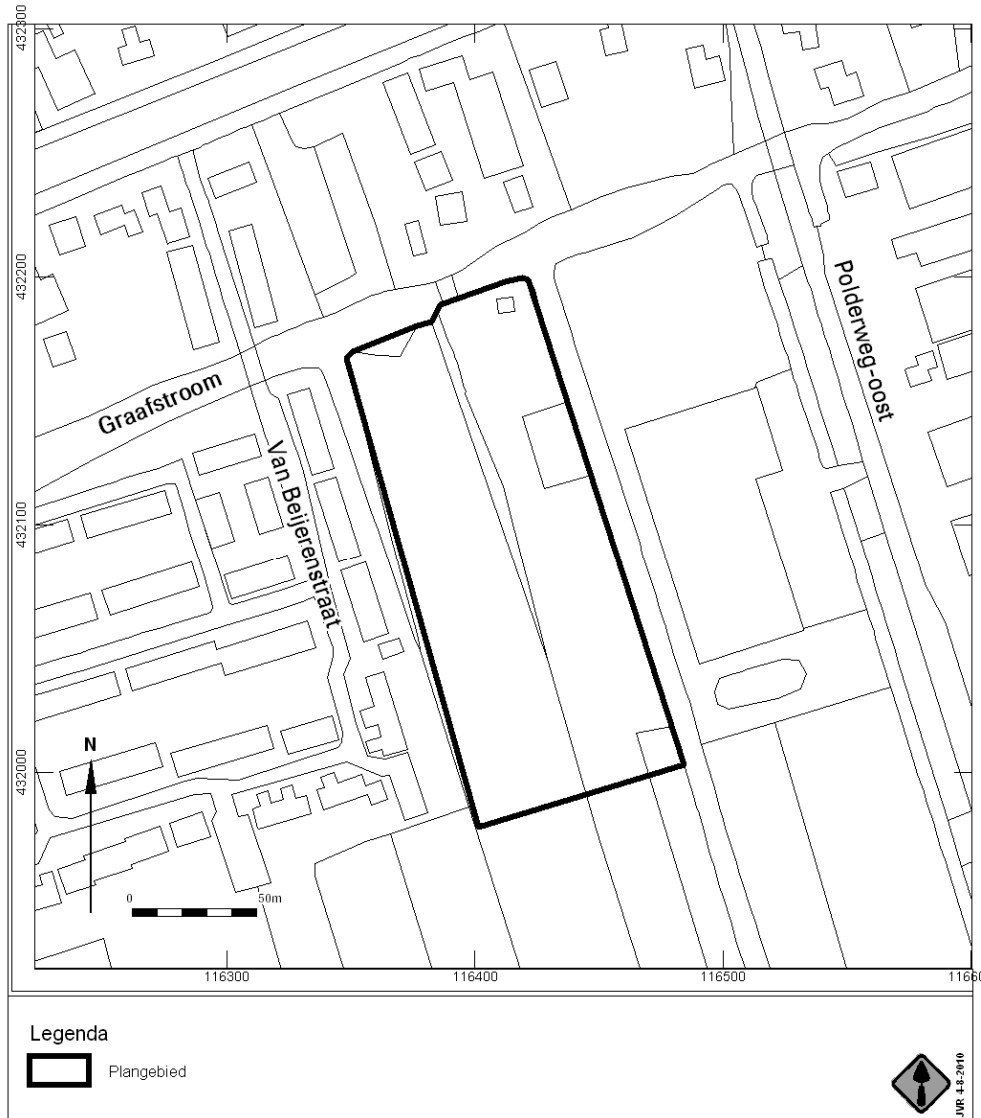 432300
432200
432100
432000
Graafstroom
Van Beijerenstraat
Polderweg-oost
N
0 50m
116300 116400 116500 11660
Legenda
Plangebied
JVR 4-8-2010